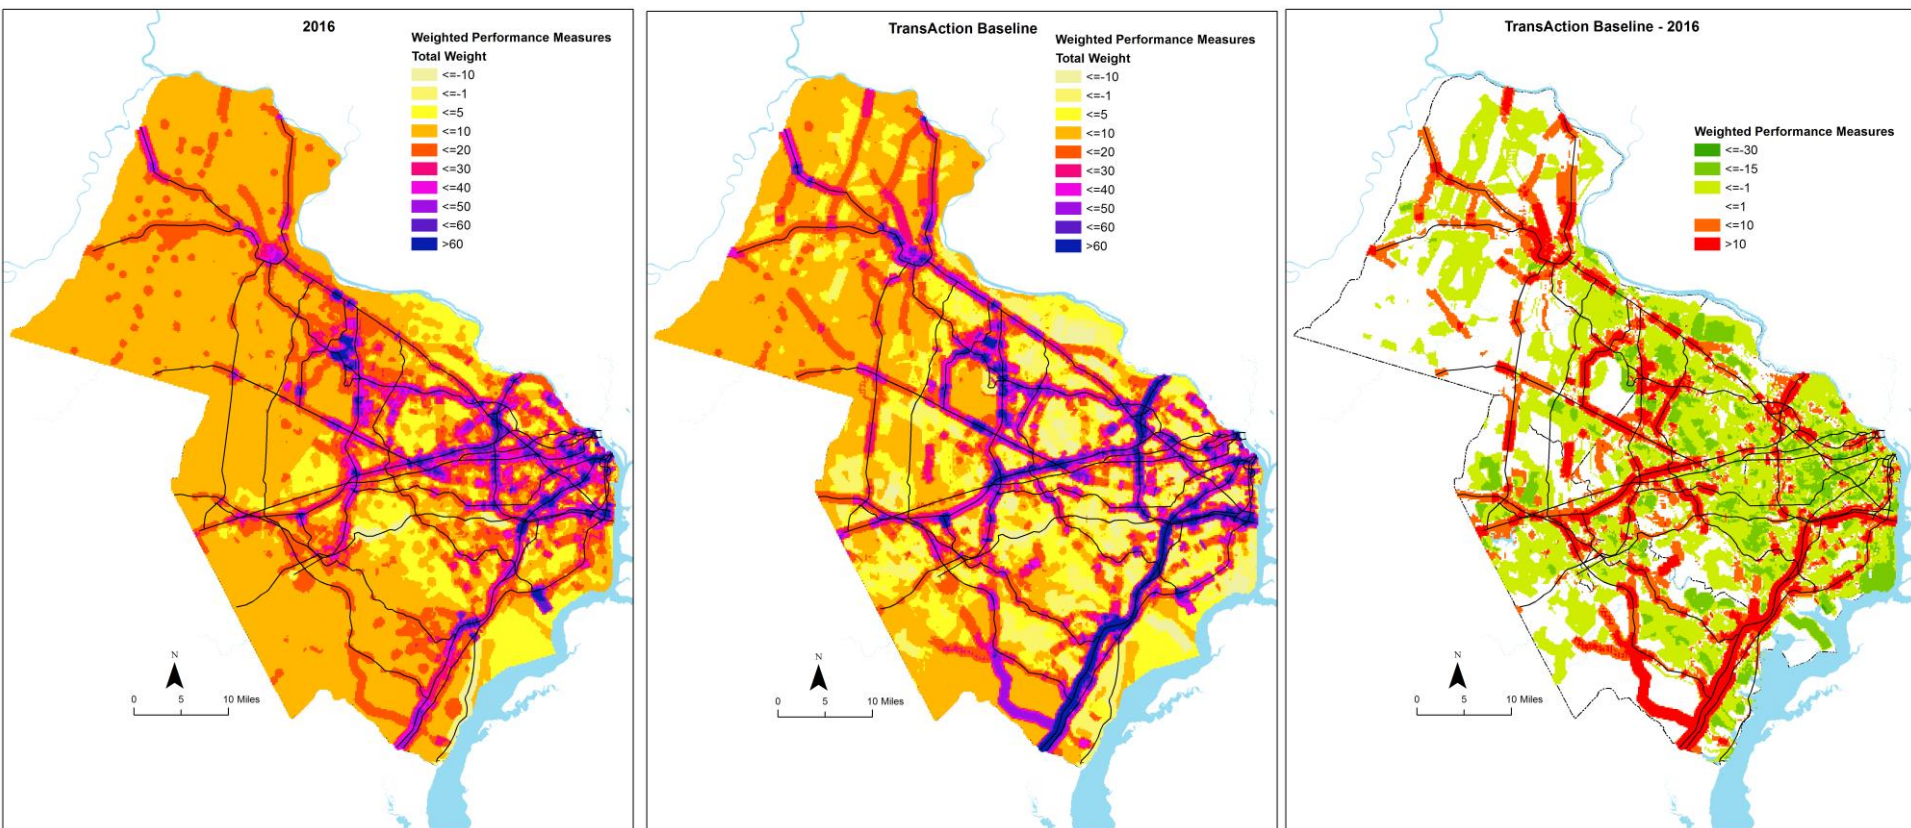 2016
Weighted Performance Measures
Total Weight
<=-10
<=-1
<=5
<=10
<=20
<=30
<=40
<=50
<=60
>60
N
0 5 10 Miles
TransAction Baseline
Weighted Performance Measures
Total Weight
<=-10
<=-1
<=5
<=10
<=20
<=30
<=40
<=50
<=60
>60
N
0 5 10 Miles
TransAction Baseline - 2016
Weighted Performance Measures
<=-30
<=-15
<=-1
<=1
<=10
>10
N
0 5 10 Miles